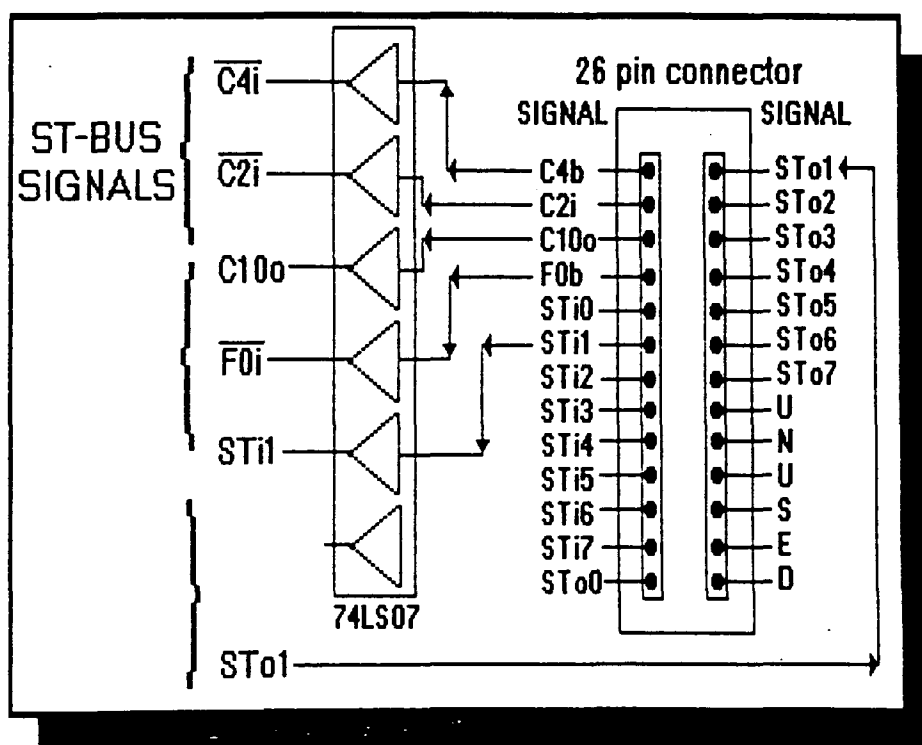 ST-BUS
SIGNALS
C4i
C2i
C10o
F0i
STi1
STo1
74LS07
26 pin connector
SIGNAL SIGNAL
C4b STo1
C2i STo2
C10o STo3
F0b STo4
STi0 STo5
STi1 STo6
STi2 STo7
STi3 U
STi4 N
STi5 U
STi6 S
STi7 E
STo0 D